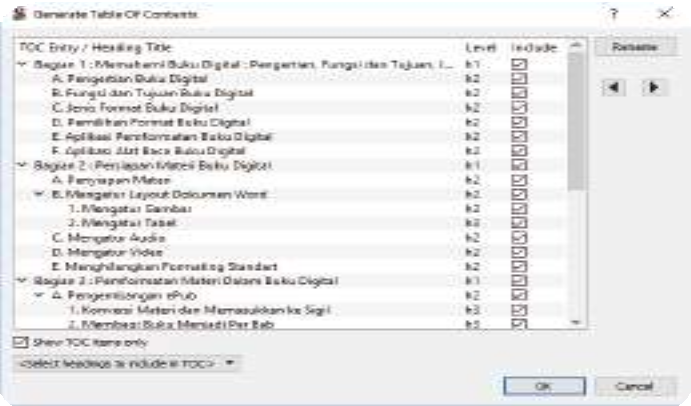 Generate Table Of Contents
TOC Entry / Heading Title Level Include
Bagian 1 : Memahami Buku Digital : Pengertian, Fungsi dan Tujuan, I... h1
A. Pengertian Buku Digital h2
B. Fungsi dan Tujuan Buku Digital h2
C. Jenis Format Buku Digital h2
D. Pemilihan Format Buku Digital h2
E. Aplikasi Pemformatan Buku Digital h2
F. Aplikasi Alat Baca Buku Digital h2
Bagian 2 : Persiapan Materi Buku Digital h1
A. Penyiapan Materi h2
B. Mengatur Layout Dokumen Word h2
1. Mengatur Gambar h2
2. Mengatur Tabel h3
C. Mengatur Audio h2
D. Mengatur Video h2
E. Menghilangkan Formating Standart h2
Bagian 3 : Pemformatan Materi Dalam Buku Digital h1
A. Pengembangan ePub h2
1. Konversi Materi dan Memasukkan ke Sigil h3
2. Membagi Buku Menjadi Per Bab h3
Show TOC items only
<Select headings to include in TOC>
Rename
OK Cancel